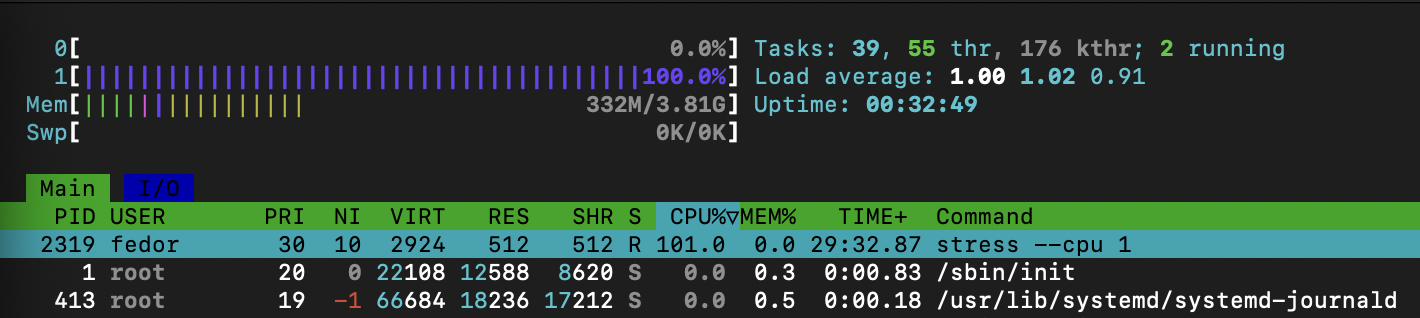 0[ 0.0%] Tasks: 39, 55 thr, 176 kthr; 2 running
1[||||||||||||||||||||||||||||||||||||||||100.0%] Load average: 1.00 1.02 0.91
Mem[|||||||||||||||| 332M/3.81G] Uptime: 00:32:49
Swp[ 0K/0K]
Main I/O
PID USER PRI NI VIRT RES SHR S CPU%▽MEM% TIME+ Command
2319 fedor 30 10 2924 512 512 R 101.0 0.0 29:32.87 stress --cpu 1
1 root 20 0 22108 12588 8620 S 0.0 0.3 0:00.83 /sbin/init
413 root 19 -1 66684 18236 17212 S 0.0 0.5 0:00.18 /usr/lib/systemd/systemd-journald